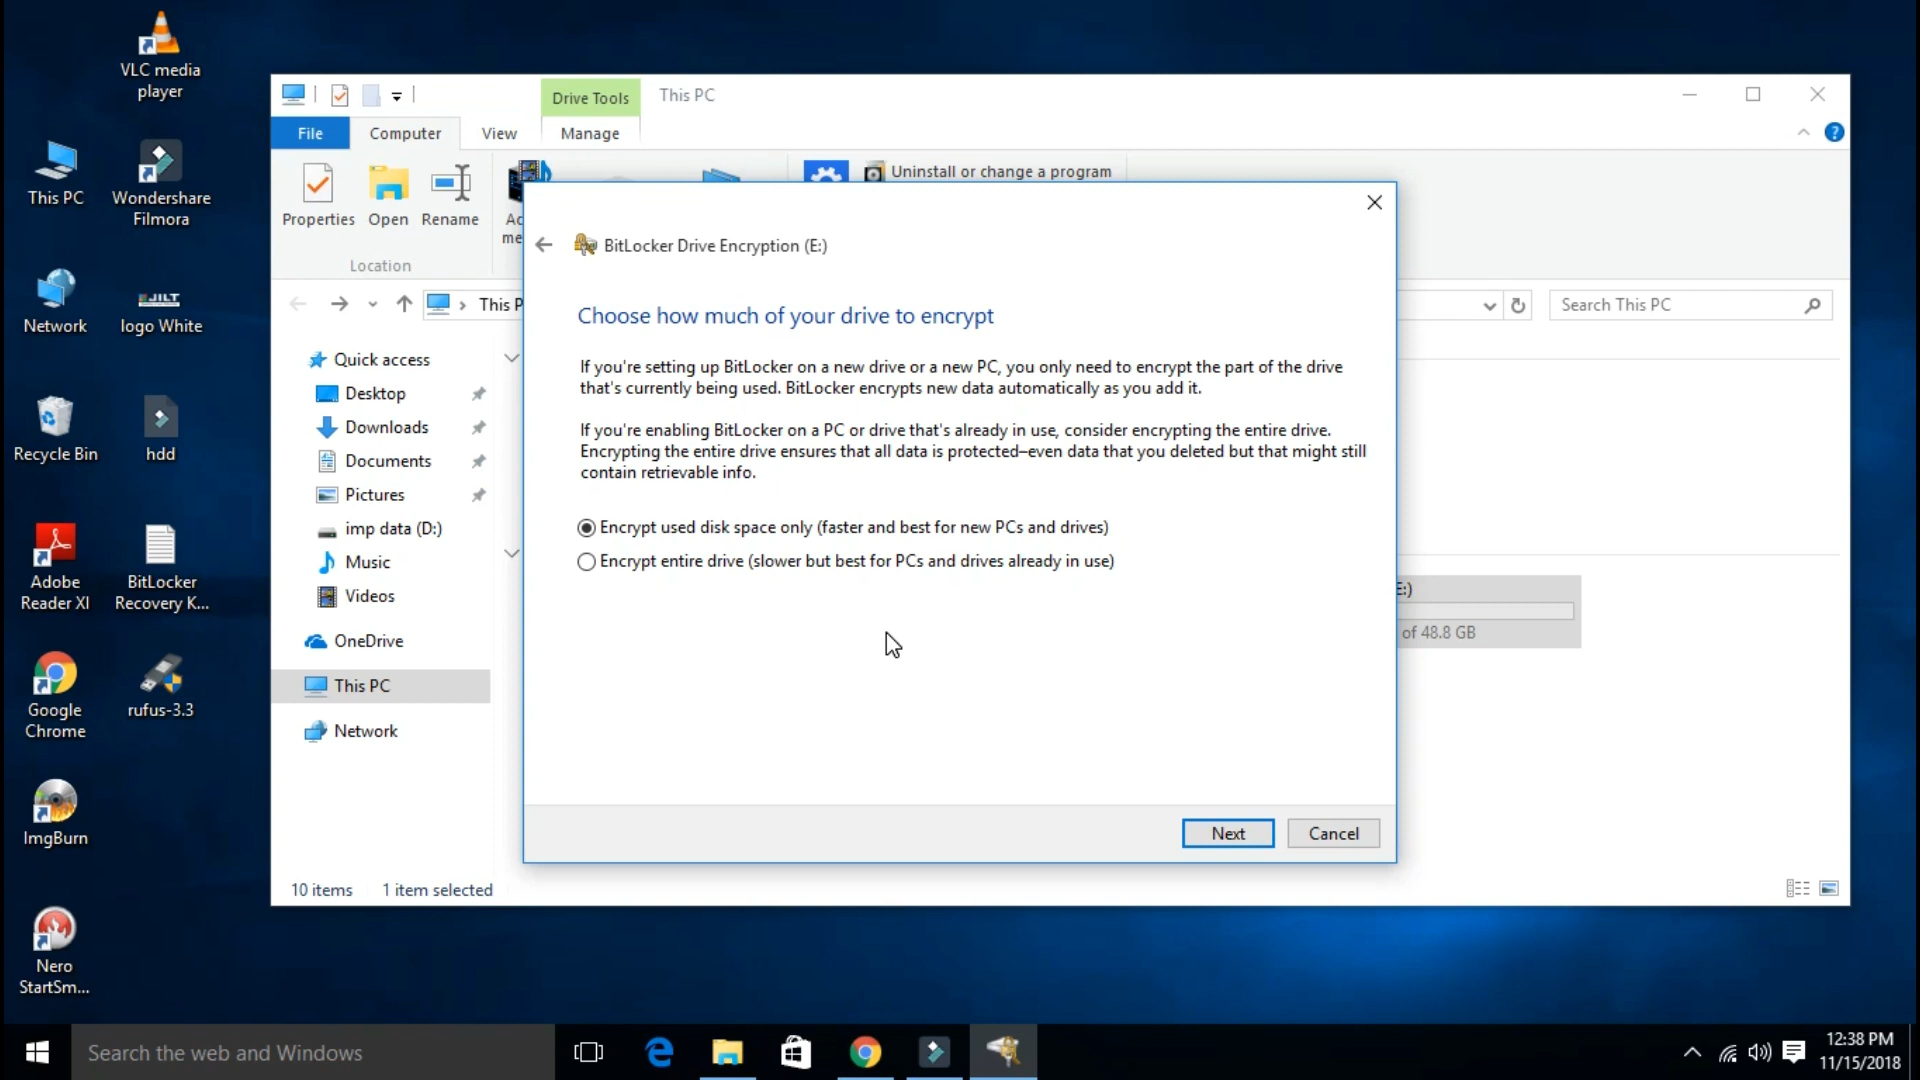 VLC media
player
This PC
Wondershare
Filmora
Network
logo White
JILT
Recycle Bin
hdd
Adobe
Reader XI
BitLocker
Recovery K...
Google
Chrome
rufus-3.3
ImgBurn
Nero
StartSm...
Drive Tools
This PC
File
Computer
View
Manage
Properties
Open
Rename
Location
Uninstall or change a program
This P
Search This PC
Quick access
Desktop
Downloads
Documents
Pictures
imp data (D:)
Music
Videos
OneDrive
This PC
Network
10 items
1 item selected
BitLocker Drive Encryption (E:)
Choose how much of your drive to encrypt
If you're setting up BitLocker on a new drive or a new PC, you only need to encrypt the part of the drive
that's currently being used. BitLocker encrypts new data automatically as you add it.
If you're enabling BitLocker on a PC or drive that's already in use, consider encrypting the entire drive.
Encrypting the entire drive ensures that all data is protected–even data that you deleted but that might still
contain retrievable info.
Encrypt used disk space only (faster and best for new PCs and drives)
Encrypt entire drive (slower but best for PCs and drives already in use)
Next
Cancel
E:)
of 48.8 GB
Search the web and Windows
12:38 PM
11/15/2018